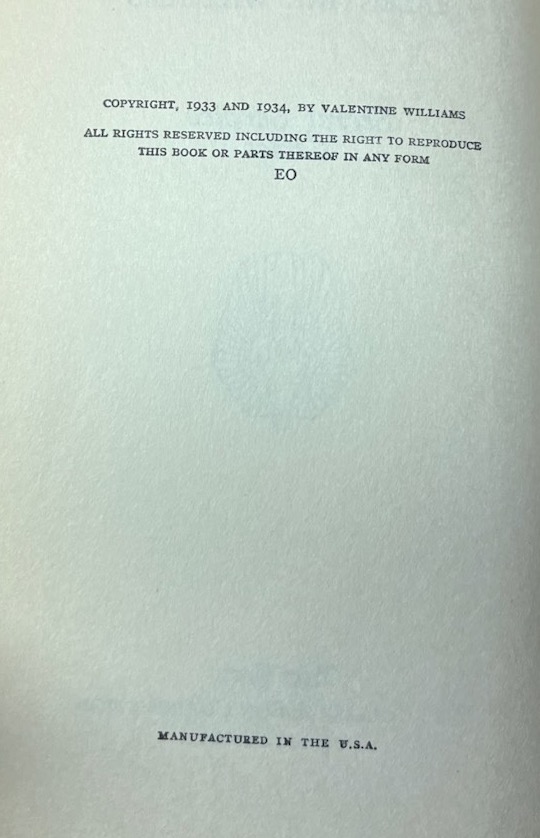 COPYRIGHT, 1933 AND 1934, BY VALENTINE WILLIAMS
ALL RIGHTS RESERVED INCLUDING THE RIGHT TO REPRODUCE
THIS BOOK OR PARTS THEREOF IN ANY FORM
EO
MANUFACTURED IN THE U.S.A.